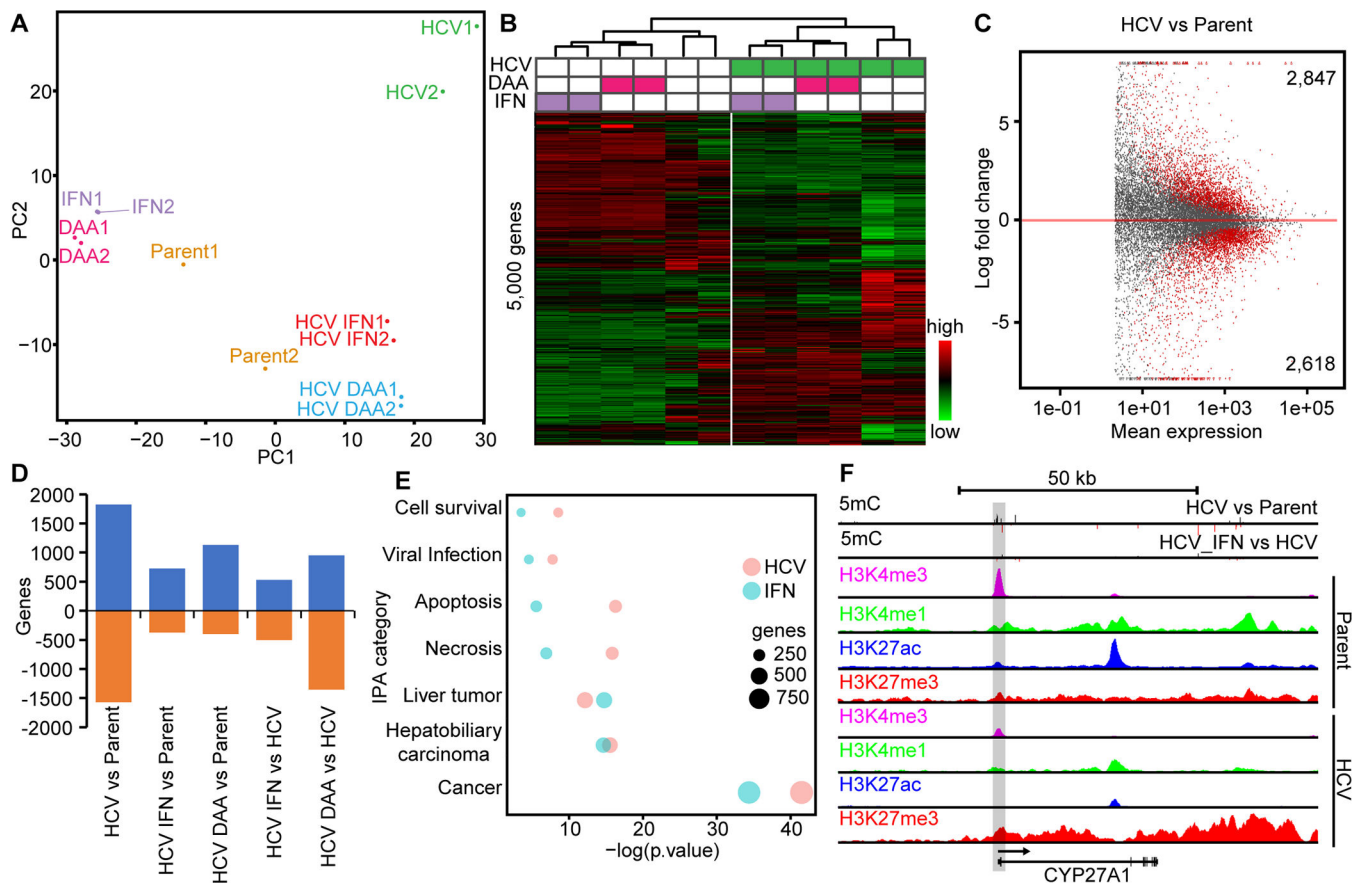 A
HCV1
HCV2
IFN1
IFN2
DAA1
DAA2
Parent1
Parent2
HCV IFN1
HCV IFN2
HCV DAA1
HCV DAA2
20
10
0
−10
PC2
−30
−20
−10
0
10
20
30
PC1
B
HCV
DAA
IFN
5,000 genes
high
low
C
HCV vs Parent
2,847
2,618
5
0
-5
Log fold change
1e-01
1e+01
1e+03
1e+05
Mean expression
D
2000
1500
1000
500
0
-500
-1000
-1500
-2000
Genes
HCV vs Parent
HCV IFN vs Parent
HCV DAA vs Parent
HCV IFN vs HCV
HCV DAA vs HCV
E
IPA category
Cell survival
Viral Infection
Apoptosis
Necrosis
Liver tumor
Hepatobiliary
carcinoma
Cancer
HCV
IFN
genes
250
500
750
10
20
30
40
−log(p.value)
F
50 kb
5mC
HCV vs Parent
5mC
HCV_IFN vs HCV
H3K4me3
H3K4me1
H3K27ac
H3K27me3
Parent
H3K4me3
H3K4me1
H3K27ac
H3K27me3
HCV
CYP27A1